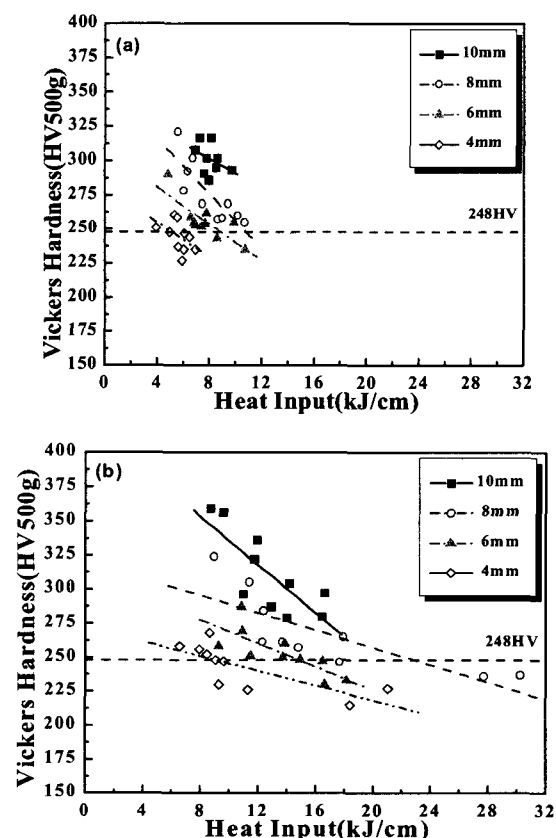 (a)
400
375
350
325
300
275
250
225
200
175
150
Vickers Hardness(HV500g)
10mm
8mm
6mm
4mm
248HV
0 4 8 12 16 20 24 28 32
Heat Input(kJ/cm)
(b)
400
375
350
325
300
275
250
225
200
175
150
Vickers Hardness(HV500g)
10mm
8mm
6mm
4mm
248HV
0 4 8 12 16 20 24 28 32
Heat Input(kJ/cm)